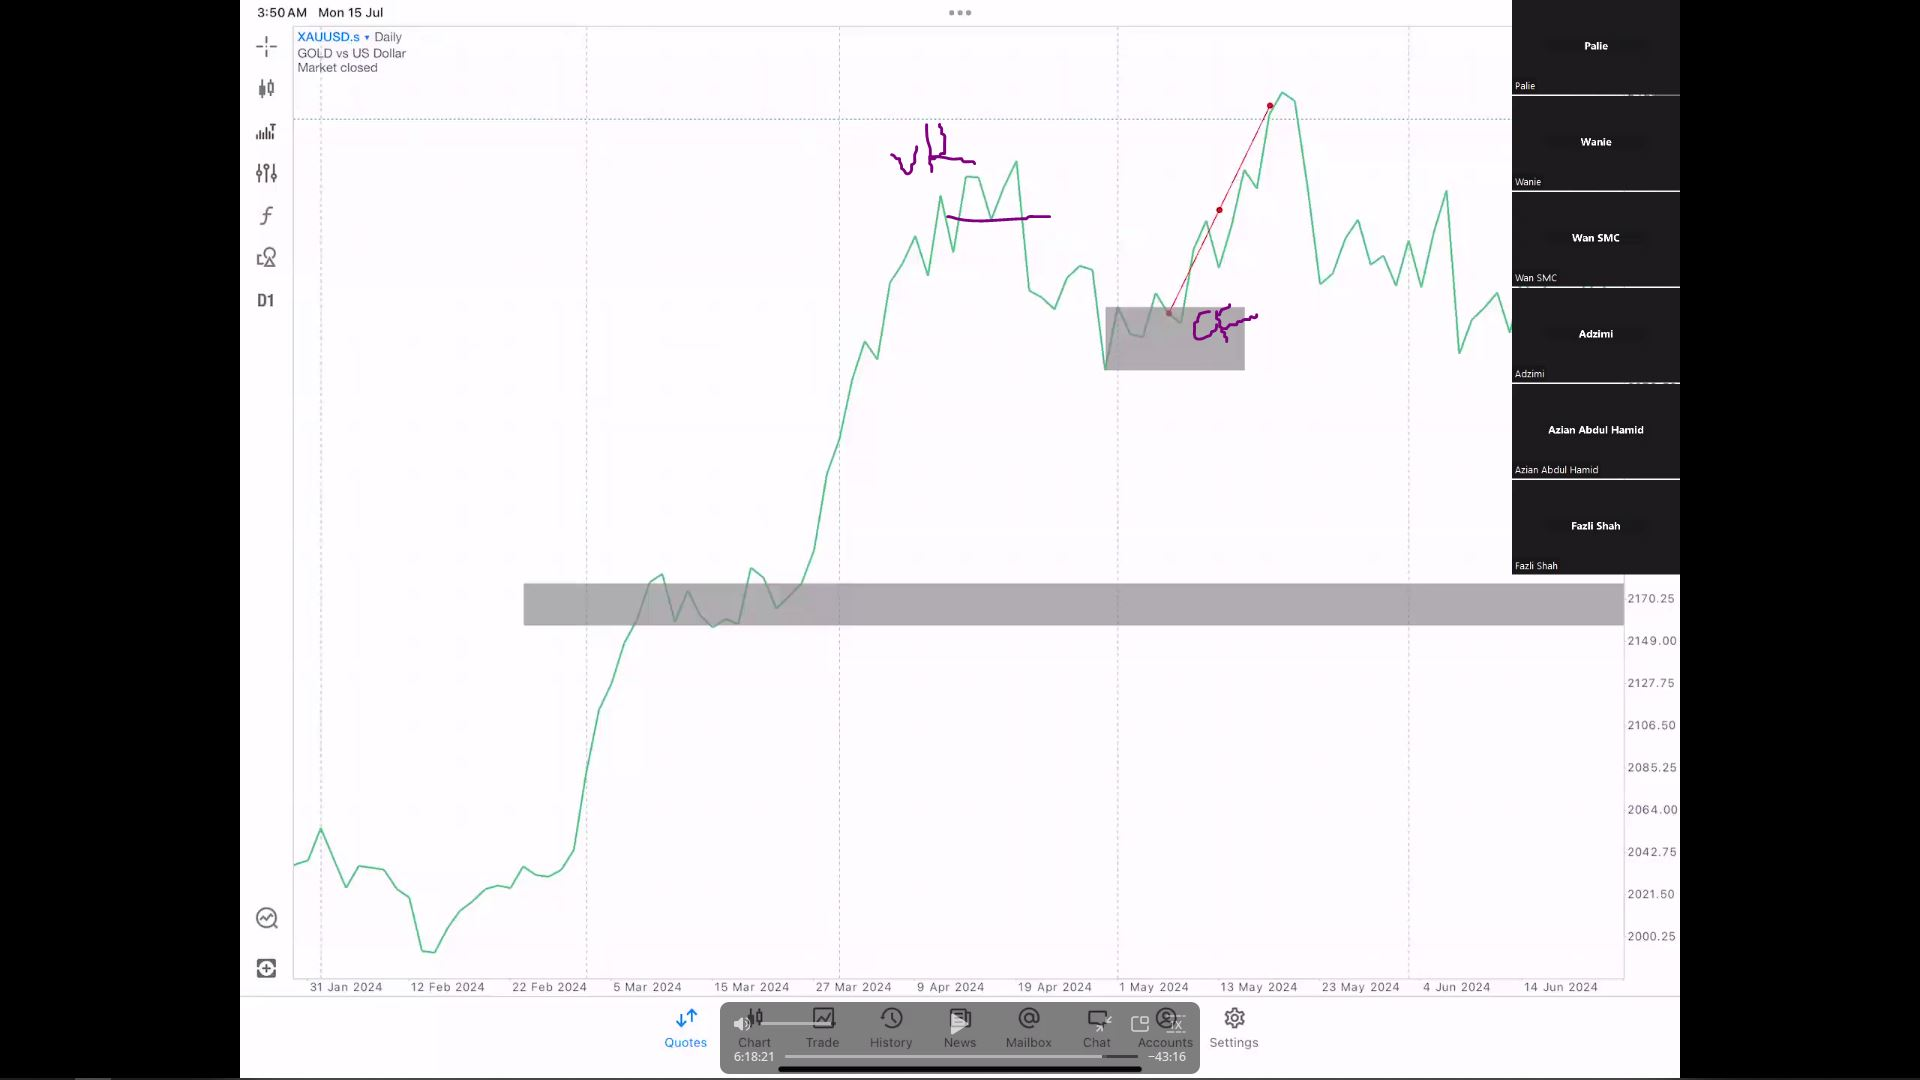 3:50 AM Mon 15 Jul
XAUUSD.s Daily
GOLD vs US Dollar
Market closed
D1
Palie
Palie
Wanie
Wanie
Wan SMC
Wan SMC
Adzimi
Adzimi
Azian Abdul Hamid
Azian Abdul Hamid
Fazli Shah
Fazli Shah
2170.25
2149.00
2127.75
2106.50
2085.25
2064.00
2042.75
2021.50
2000.25
31 Jan 2024 12 Feb 2024 22 Feb 2024 5 Mar 2024 15 Mar 2024 27 Mar 2024 9 Apr 2024 19 Apr 2024 1 May 2024 13 May 2024 23 May 2024 4 Jun 2024 14 Jun 2024
Quotes Chart Trade History News Mailbox Chat Accounts Settings
1x
6:18:21 −43:16